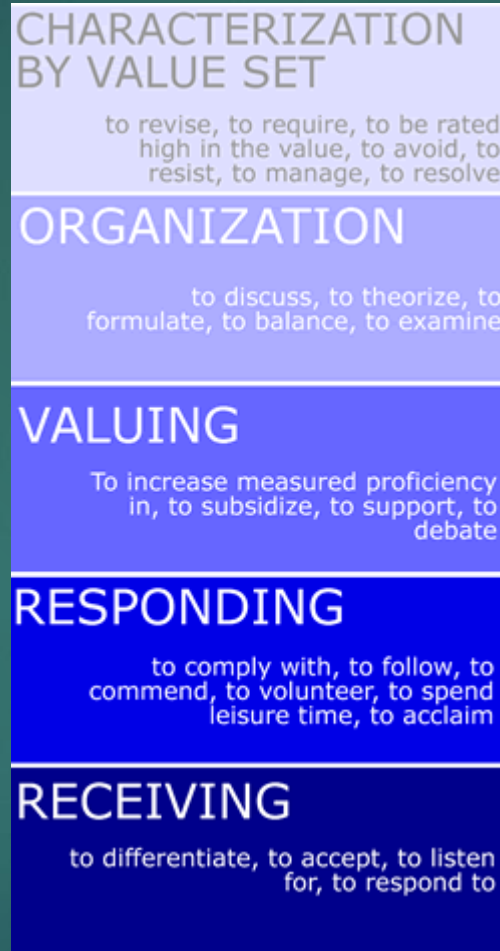 CHARACTERIZATION
BY VALUE SET
to revise, to require, to be rated
high in the value, to avoid, to
resist, to manage, to resolve
ORGANIZATION
to discuss, to theorize, to
formulate, to balance, to examine
VALUING
To increase measured proficiency
in, to subsidize, to support, to
debate
RESPONDING
to comply with, to follow, to
commend, to volunteer, to spend
leisure time, to acclaim
RECEIVING
to differentiate, to accept, to listen
for, to respond to